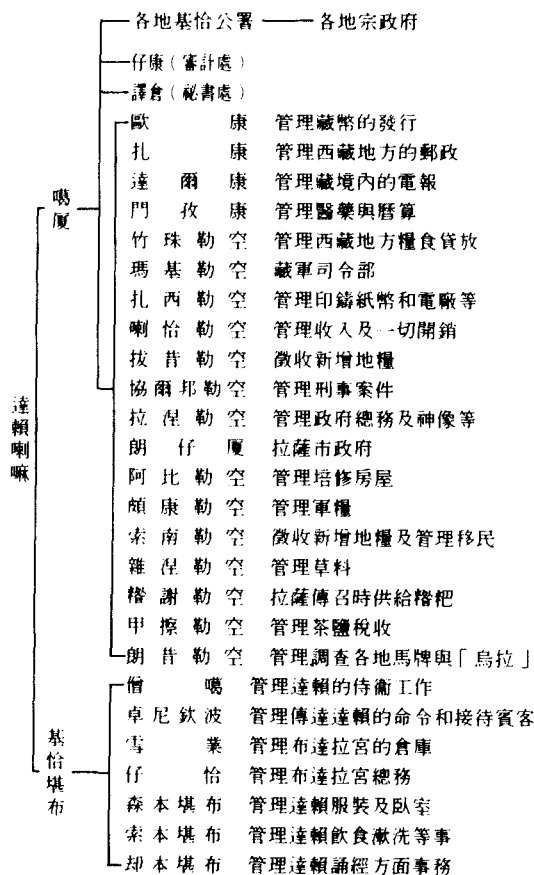 各地基恰公署 各地宗政府
仔康(審計處)
譯倉(祕書處)
歐康 管理藏幣的發行
扎康 管理西藏地方的郵政
達爾康 管理藏境內的電報
門孜康 管理醫藥與曆算
竹珠勒空 管理西藏地方糧食貸放
瑪基勒空 藏軍司令部
扎西勒空 管理印鑄紙幣和電廠等
喇恰勒空 管理收入及一切開銷
拔昔勒空 徵收新增地糧
協爾邦勒空 管理刑事案件
拉涅勒空 管理政府總務及神像等
朗仔厦 拉薩市政府
阿比勒空 管理培修房屋
頗康勒空 管理軍糧
索南勒空 徵收新增地糧及管理移民
雜涅勒空 管理草料
糌謝勒空 拉薩傳召時供給糌粑
甲擦勒空 管理茶鹽稅收
朗昔勒空 管理調查各地馬牌與「烏拉」
噶厦
達賴喇嘛
僧噶 管理達賴的侍衞工作
卓尼欽波 管理傳達達賴的命令和接待賓客
雪業 管理布達拉宮的倉庫
仔恰 管理布達拉宮總務
森本堪布 管理達賴服裝及臥室
索本堪布 管理達賴飲食漱洗等事
却本堪布 管理達賴誦經方面事務
基恰堪布